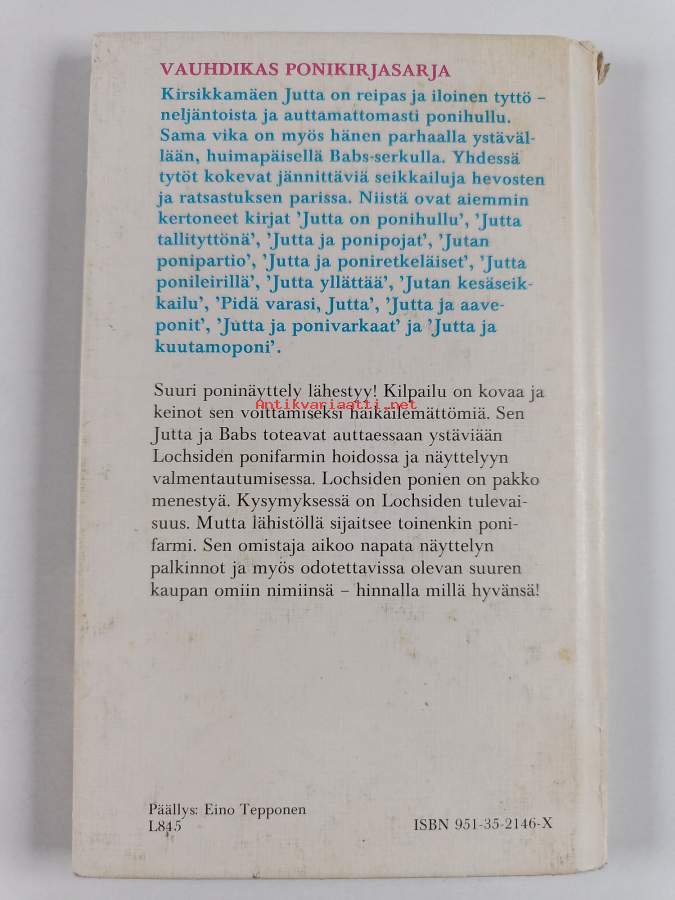 VAUHDIKAS PONIKIRJASARJA
Kirsikkamäen Jutta on reipas ja iloinen tyttö –
neljäntoista ja auttamattomasti ponihullu.
Sama vika on myös hänen parhaalla ystäväl-
lään, huimapäisellä Babs-serkulla. Yhdessä
tytöt kokevat jännittäviä seikkailuja hevosten
ja ratsastuksen parissa. Niistä ovat aiemmin
kertoneet kirjat ’Jutta on ponihullu’, ’Jutta
tallityttönä’, ’Jutta ja ponipojat’, ’Jutan
ponipartio’, ’Jutta ja poniretkeläiset’, ’Jutta
ponileirillä’, ’Jutta yllättää’, ’Jutan kesäseik-
kailu’, ’Pidä varasi, Jutta’, ’Jutta ja aave-
ponit’, ’Jutta ja ponivarkaat’ ja ’Jutta ja
kuutamoponi’.
Suuri poninäyttely lähestyy! Kilpailu on kovaa ja
Antikvariaatti.net
keinot sen voittamiseksi häikäilemättömiä. Sen
Jutta ja Babs toteavat auttaessaan ystäviään
Lochsiden ponifarmin hoidossa ja näyttelyyn
valmentautumisessa. Lochsiden ponien on pakko
menestyä. Kysymyksessä on Lochsiden tulevai-
suus. Mutta lähistöllä sijaitsee toinenkin poni-
farmi. Sen omistaja aikoo napata näyttelyn
palkinnot ja myös odotettavissa olevan suuren
kaupan omiin nimiinsä – hinnalla millä hyvänsä!
Päällys: Eino Tepponen
L845
ISBN 951-35-2146-X